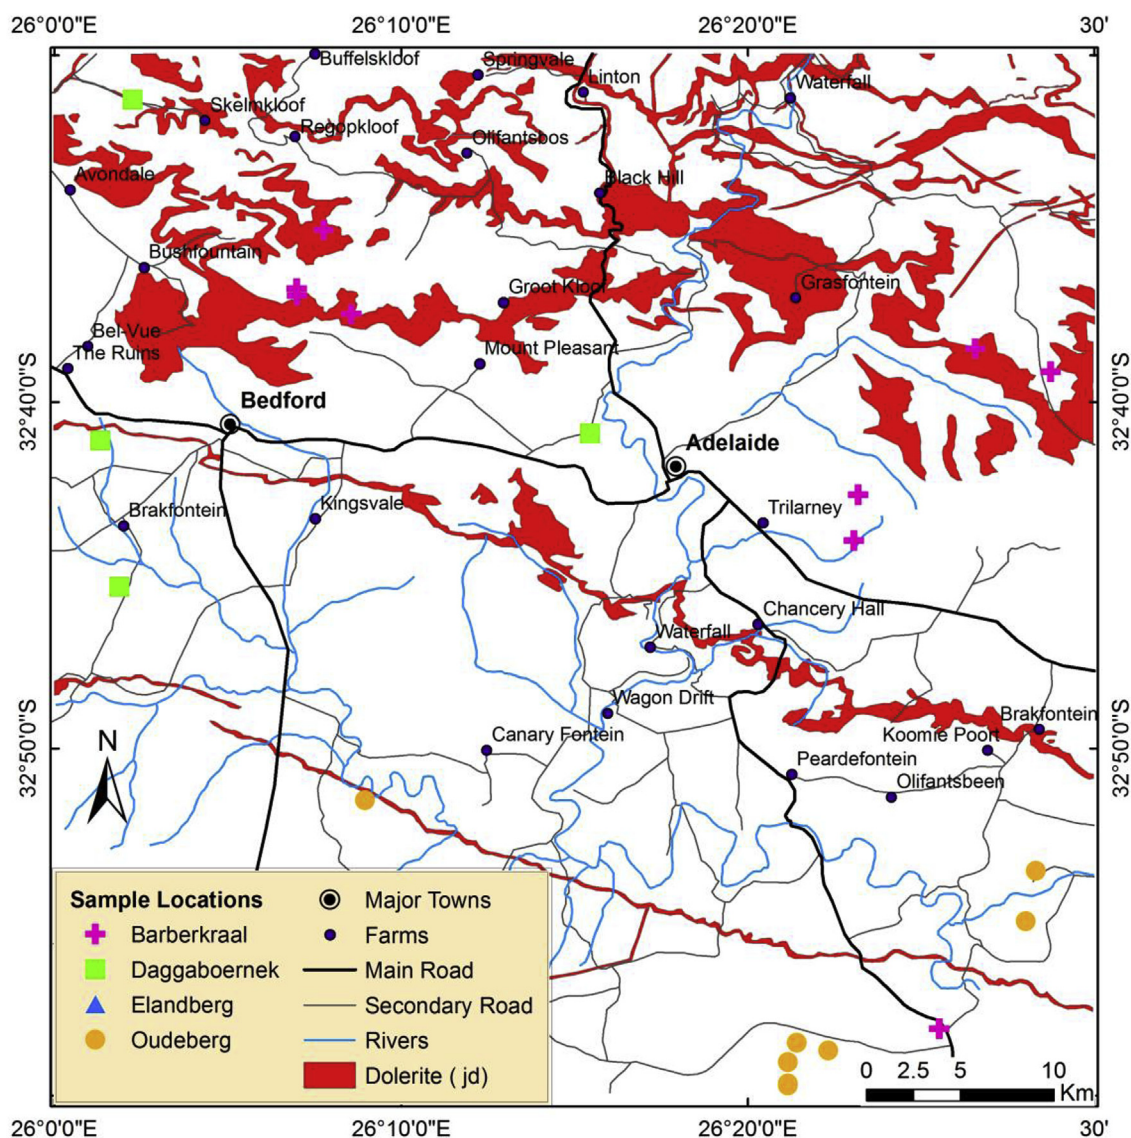 26°0'0"E 26°10'0"E 26°20'0"E 30'
Buffelskloof
Springvale
Linton
Waterfall
Skelmkloof
Regopkloof
Olifantsbos
Avondale
Black Hill
Bushfountain
Groot Kloof
Grasfontein
Bel-Vue
The Ruins
Mount Pleasant
32°40'0"S 32°40'0"S
Bedford
Adelaide
Brakfontein
Kingsvale
Trilarney
Chancery Hall
Waterfall
Wagon Drift
Brakfontein
Canary Fontein
Koomie Poort
Peardefontein
Olifantsbeen
32°50'0"S 32°50'0"S
N
Sample Locations
Barberkraal
Daggaboernek
Elandberg
Oudeberg
Major Towns
Farms
Main Road
Secondary Road
Rivers
Dolerite ( jd)
0 2.5 5 10
Km
26°0'0"E 26°10'0"E 26°20'0"E 30'